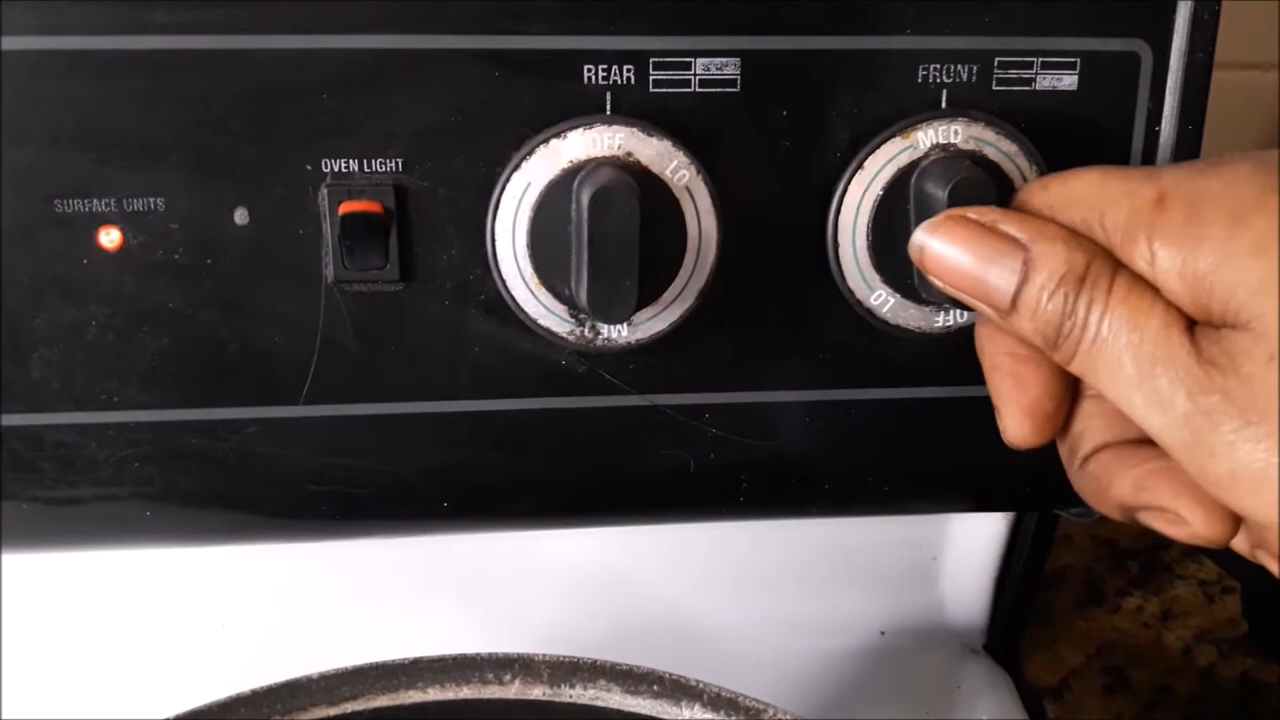 REAR
FRONT
OVEN LIGHT
SURFACE UNITS
OFF
LO
MED
MED
LO
OFF